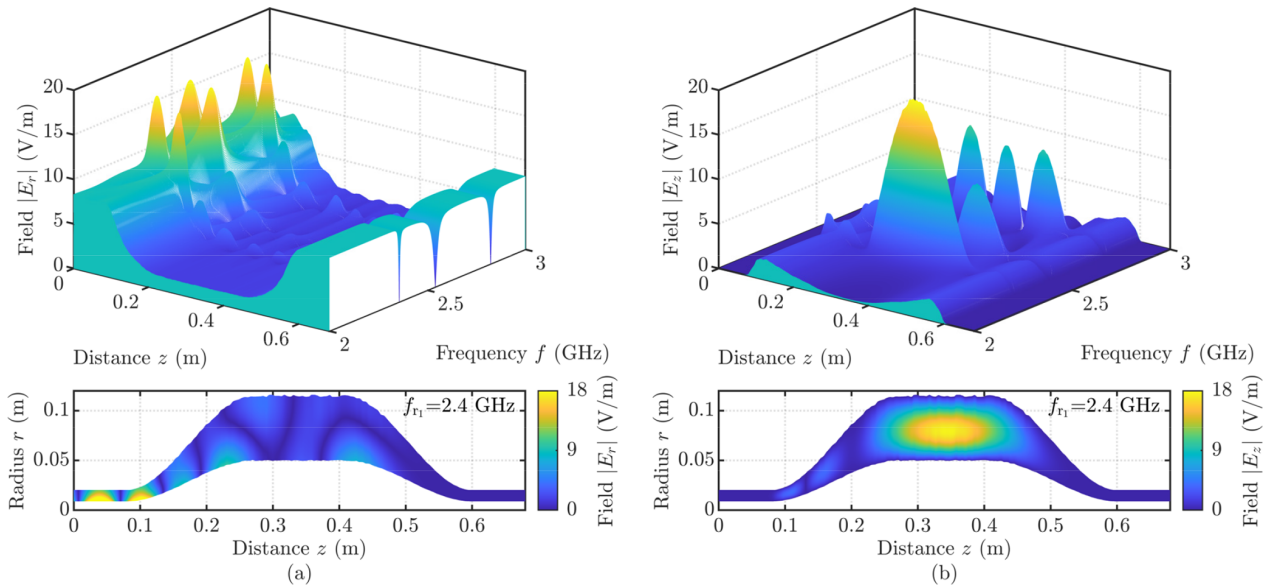 20
15
10
5
0
Field |E_r| (V/m)
0.2
0.4
0.6
2
2.5
3
Distance z (m)
Frequency f (GHz)
20
15
10
5
0
Field |E_z| (V/m)
0.2
0.4
0.6
2
2.5
3
Distance z (m)
Frequency f (GHz)
f_{r_1}=2.4 GHz
0.1
0.05
0
Radius r (m)
0 0.1 0.2 0.3 0.4 0.5 0.6
Distance z (m)
18
9
0
Field |E_r| (V/m)
(a)
f_{r_1}=2.4 GHz
0.1
0.05
0
Radius r (m)
0 0.1 0.2 0.3 0.4 0.5 0.6
Distance z (m)
18
9
0
Field |E_z| (V/m)
(b)